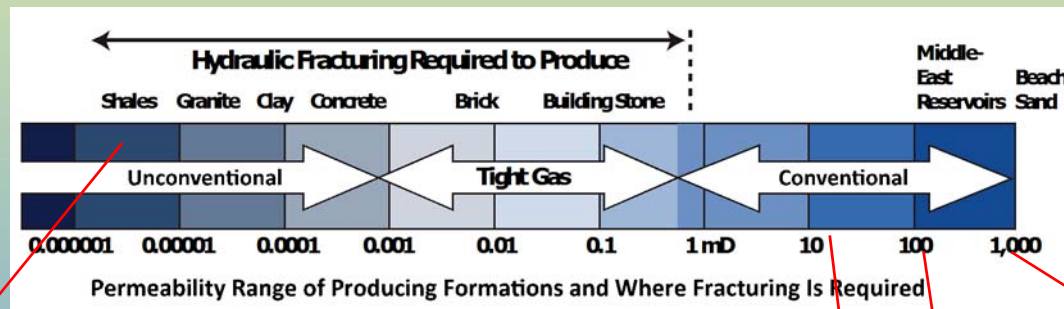 Hydraulic Fracturing Required to Produce
Middle-
East
Reservoirs
Beach
Sand
Shales Granite Clay Concrete Brick Building Stone
Unconventional Tight Gas Conventional
0.000001 0.00001 0.0001 0.001 0.01 0.1 1 mD 10 100 1,000
Permeability Range of Producing Formations and Where Fracturing Is Required